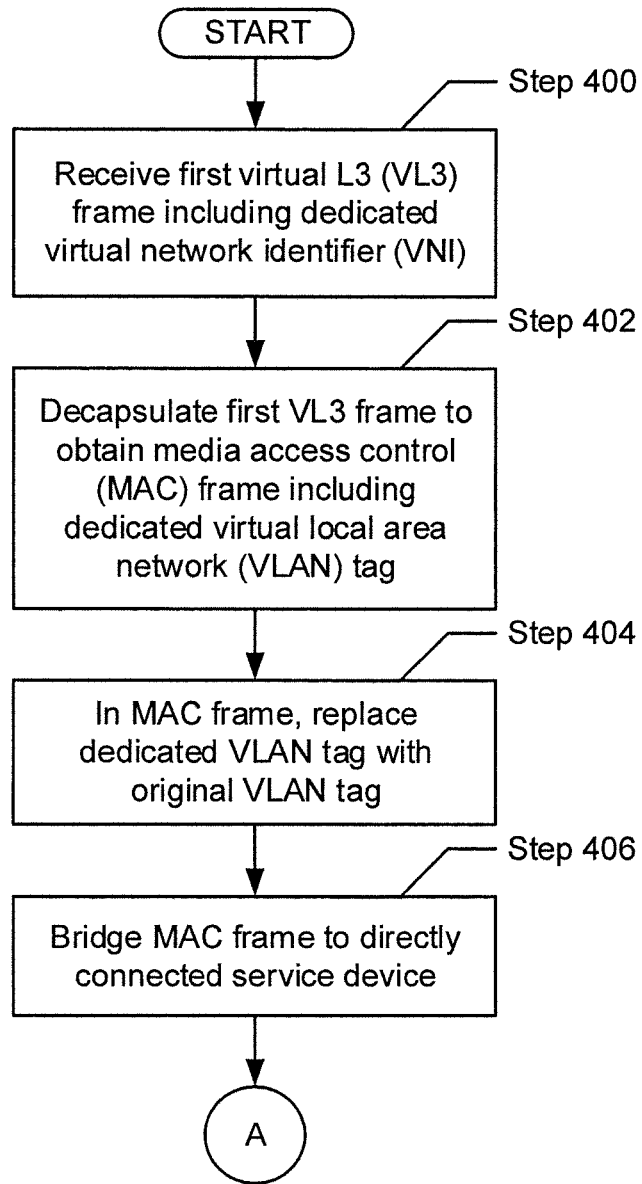 START
Step 400
Receive first virtual L3 (VL3)
frame including dedicated
virtual network identifier (VNI)
Step 402
Decapsulate first VL3 frame to
obtain media access control
(MAC) frame including
dedicated virtual local area
network (VLAN) tag
Step 404
In MAC frame, replace
dedicated VLAN tag with
original VLAN tag
Step 406
Bridge MAC frame to directly
connected service device
A